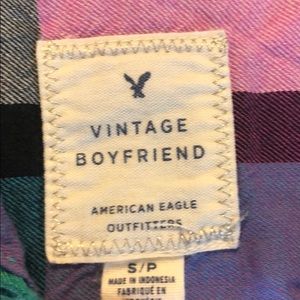 VINTAGE
BOYFRIEND
AMERICAN EAGLE
OUTFITTERS
S/P
MADE IN INDONESIA
FABRIQUÉ EN